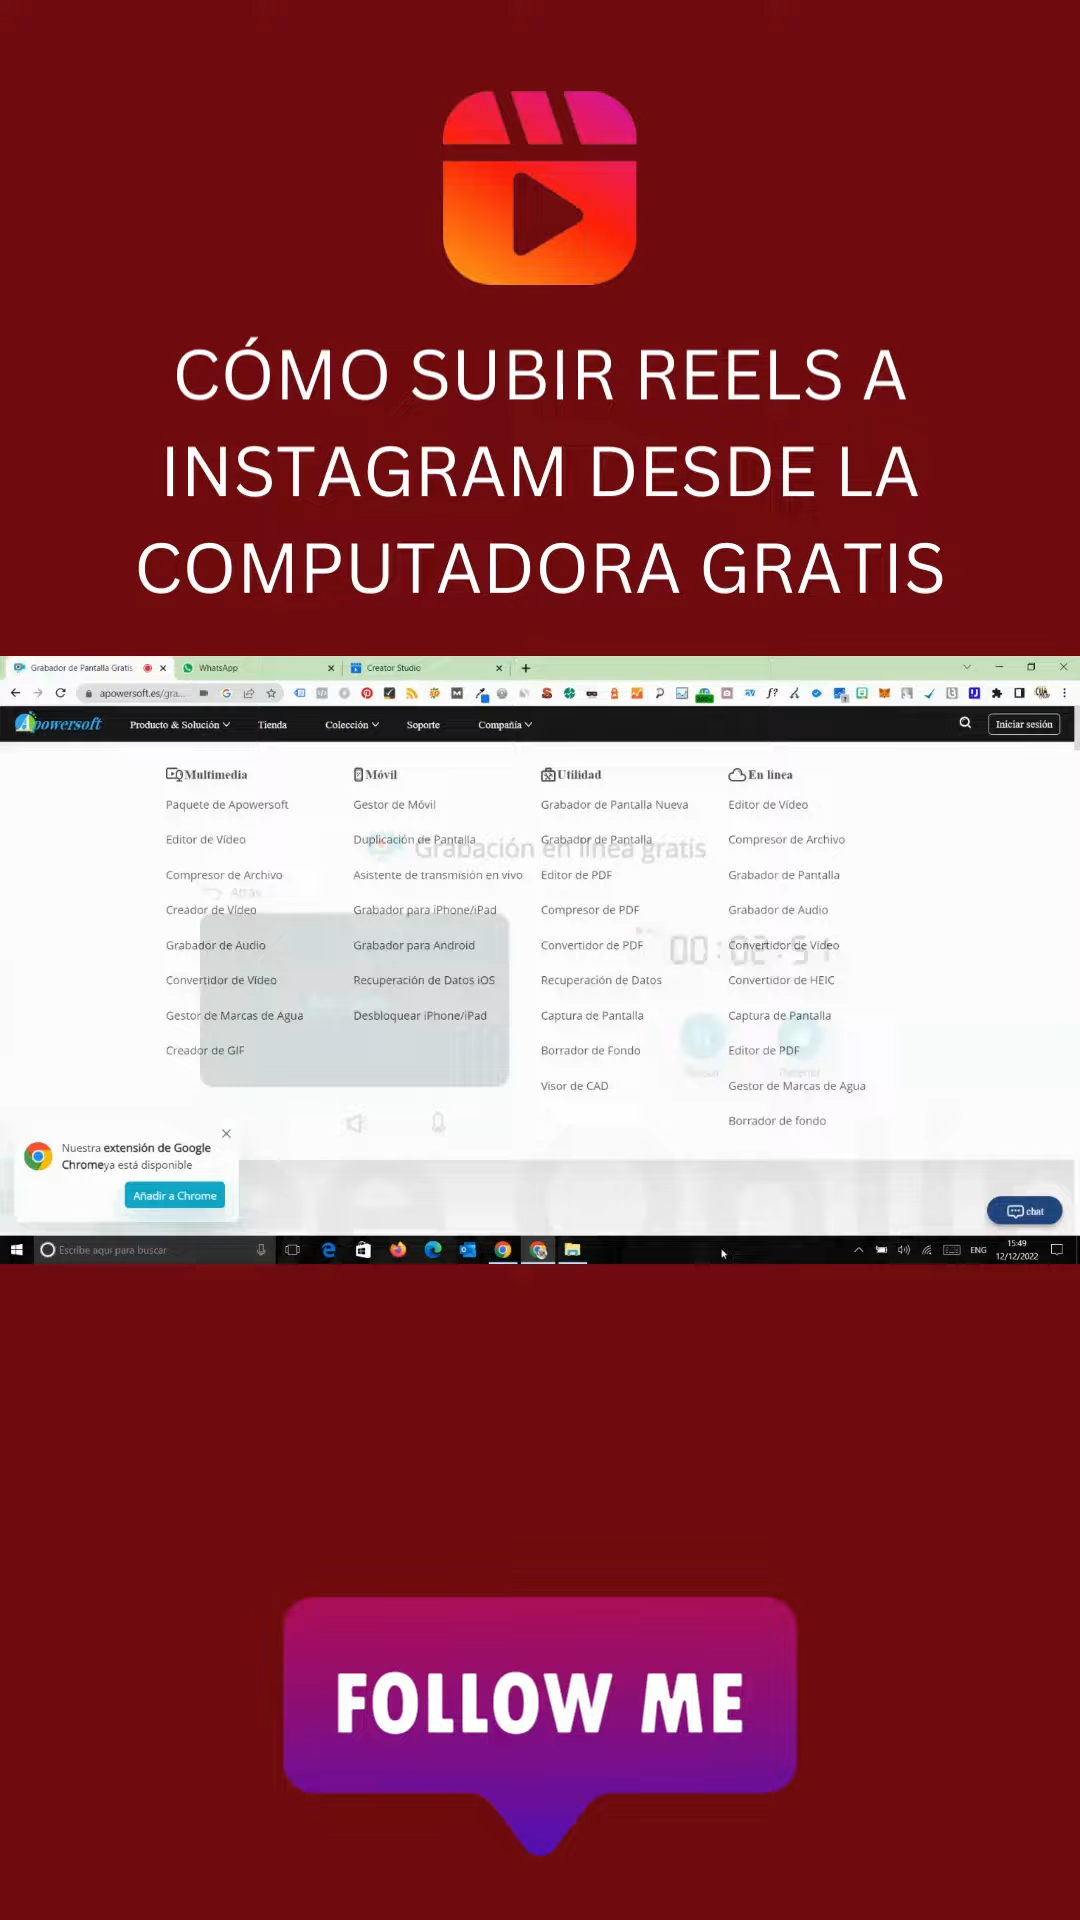 CÓMO SUBIR REELS A
INSTAGRAM DESDE LA
COMPUTADORA GRATIS
Grabador de Pantalla Gratis
WhatsApp
Creator Studio
apowersoft.es/gra...
Apowersoft
Producto & Solución
Tienda
Colección
Soporte
Compañía
Iniciar sesión
Multimedia
Móvil
Utilidad
En línea
Paquete de Apowersoft
Gestor de Móvil
Grabador de Pantalla Nueva
Editor de Vídeo
Editor de Vídeo
Duplicación de Pantalla
Grabador de Pantalla
Compresor de Archivo
Grabación en línea gratis
Compresor de Archivo
Asistente de transmisión en vivo
Editor de PDF
Grabador de Pantalla
Atrás
Creador de Vídeo
Grabador para iPhone/iPad
Compresor de PDF
Grabador de Audio
Grabador de Audio
Grabador para Android
Convertidor de PDF
Convertidor de Vídeo
00:02:51
Convertidor de Vídeo
Recuperación de Datos iOS
Recuperación de Datos
Convertidor de HEIC
Gestor de Marcas de Agua
Desbloquear iPhone/iPad
Captura de Pantalla
Captura de Pantalla
Creador de GIF
Borrador de Fondo
Editor de PDF
Visor de CAD
Gestor de Marcas de Agua
Borrador de fondo
Nuestra extensión de Google
Chromeya está disponible
Añadir a Chrome
chat
Escribe aquí para buscar
ENG
15:49
12/12/2022
FOLLOW ME